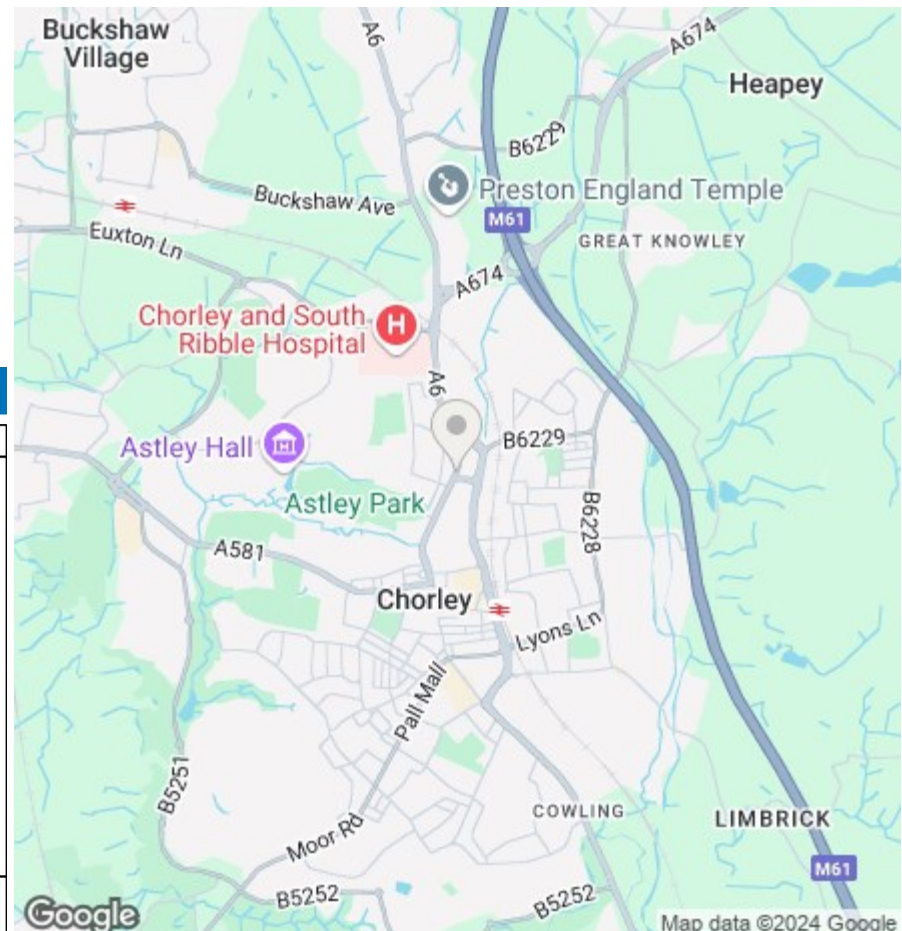 Buckshaw
Village
A6
A674
Heapey
B6229
Preston England Temple
Buckshaw Ave
M61
Euxton Ln
GREAT KNOWLEY
A674
Chorley and South
Ribble Hospital
H
A6
Astley Hall
B6229
Astley Park
B6228
A581
Chorley
Lyons Ln
Pall Mall
B5251
COWLING
LIMBRICK
Moor Rd
M61
B5252
B5252
Google
Map data ©2024 Google